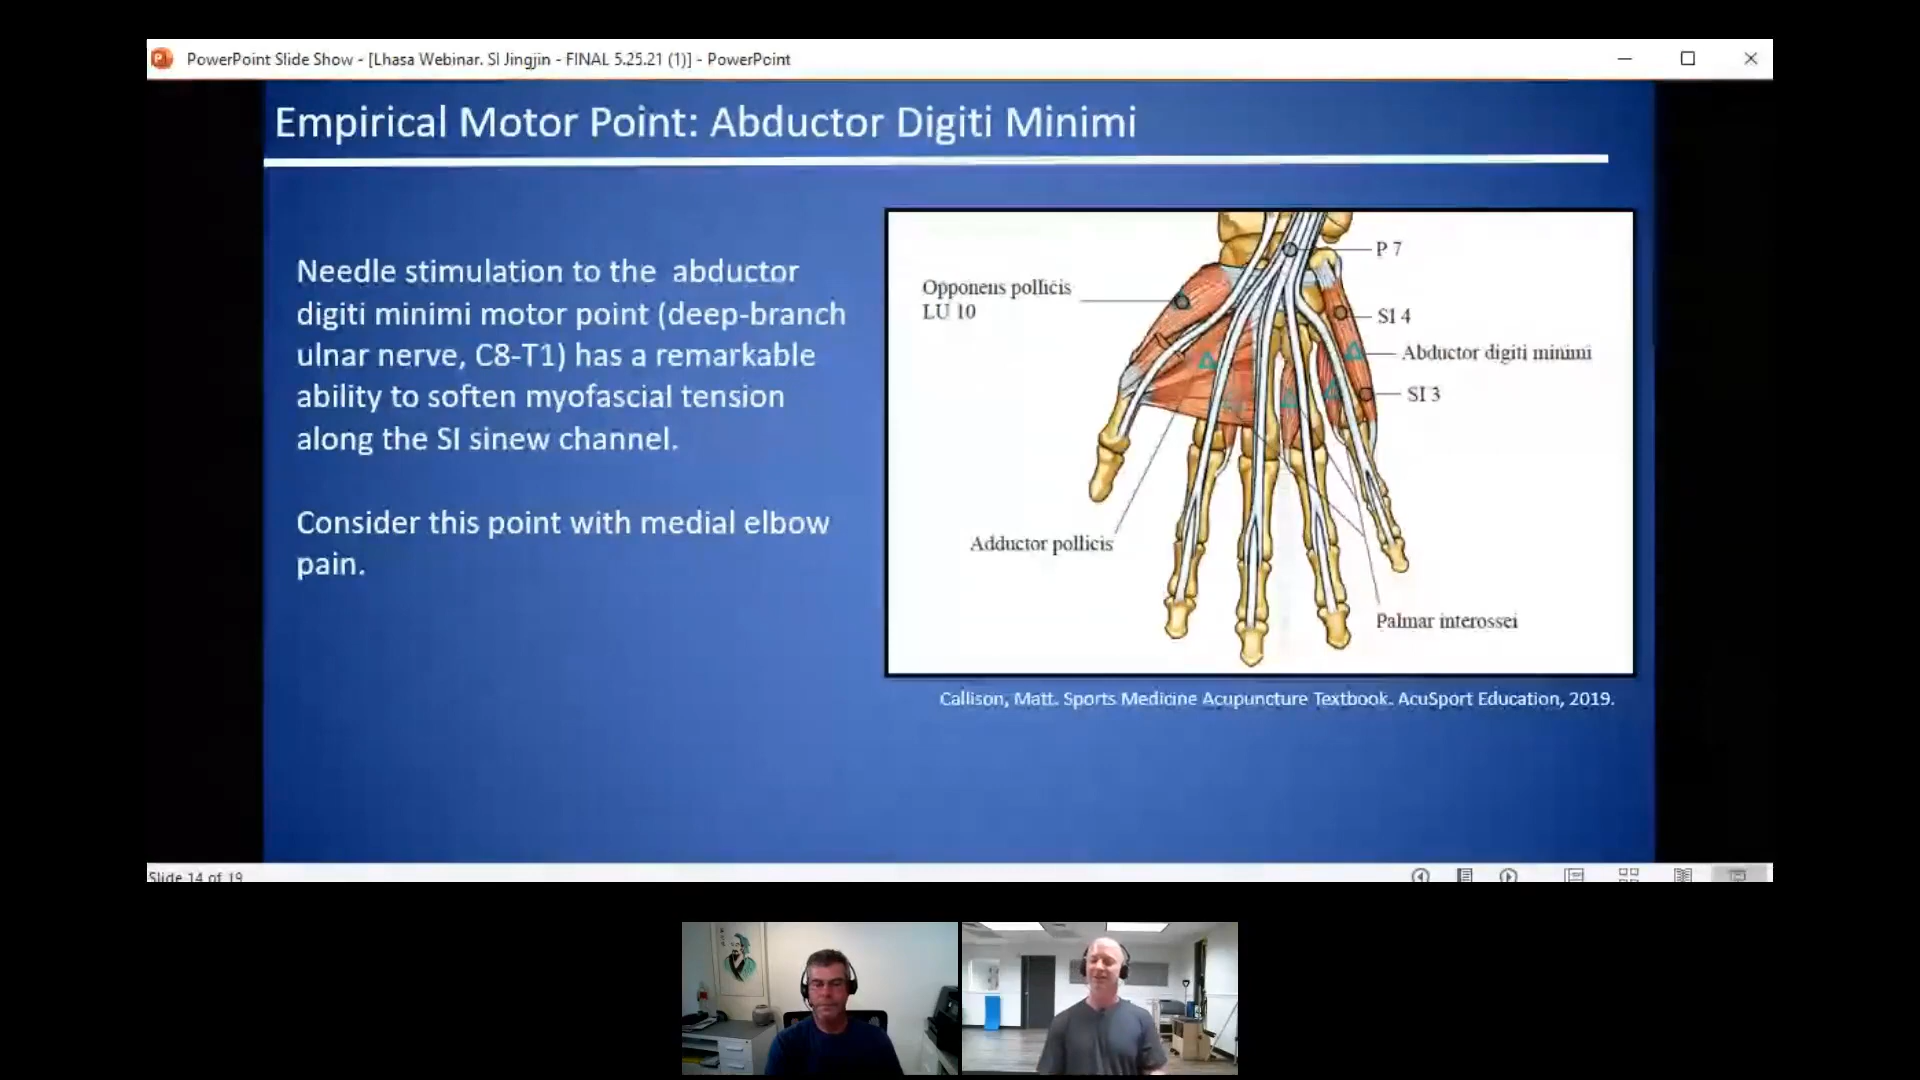 PowerPoint Slide Show - [Lhasa Webinar. SI Jingjin - FINAL 5.25.21 (1)] - PowerPoint
Empirical Motor Point: Abductor Digiti Minimi
Needle stimulation to the abductor
digiti minimi motor point (deep-branch
ulnar nerve, C8-T1) has a remarkable
ability to soften myofascial tension
along the SI sinew channel.
Consider this point with medial elbow
pain.
P 7
Opponens pollicis
LU 10
SI 4
Abductor digiti minimi
SI 3
Adductor pollicis
Palmar interossei
Callison, Matt. Sports Medicine Acupuncture Textbook. AcuSport Education, 2019.
Slide 14 of 19